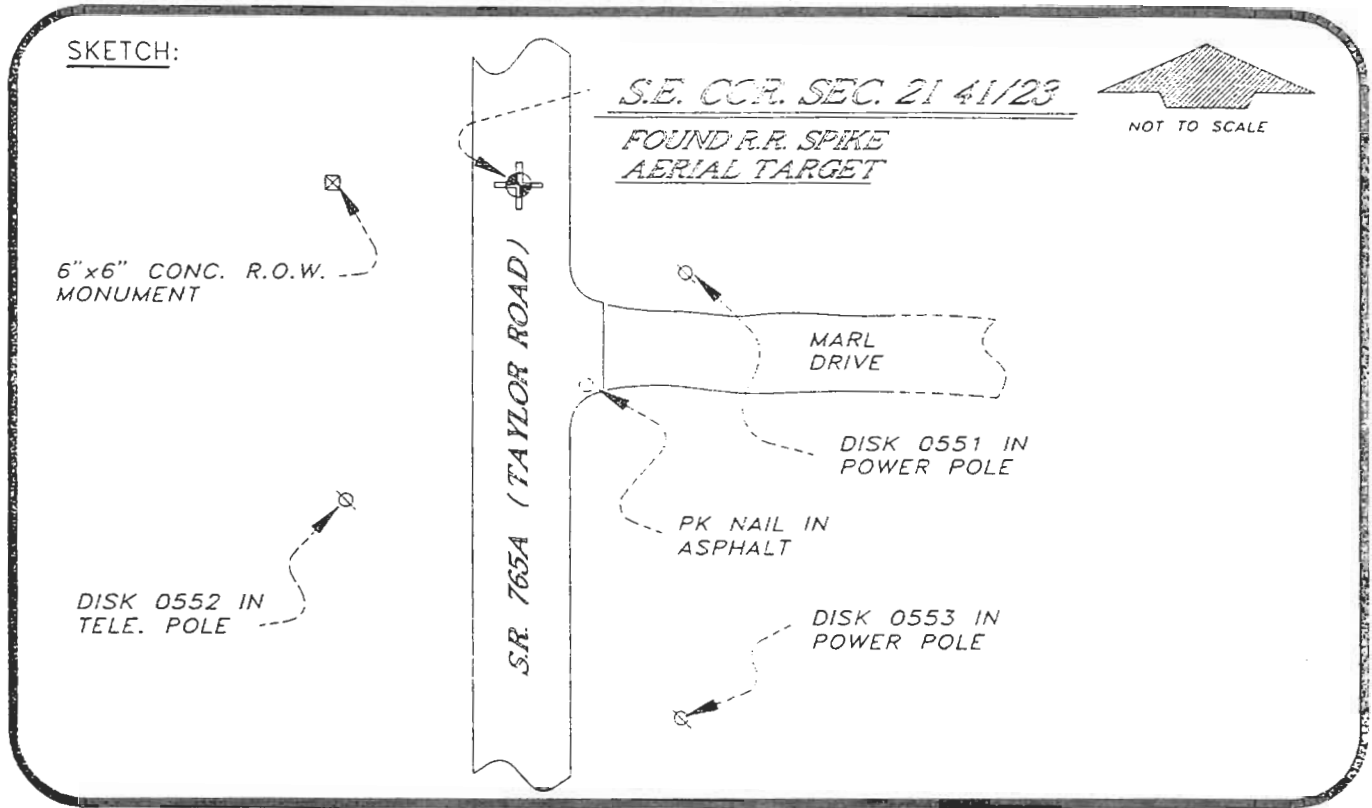 SKETCH:
S.E. COR. SEC. 21 41/23
FOUND R.R. SPIKE
AERIAL TARGET
NOT TO SCALE
6"x6" CONC. R.O.W.
MONUMENT
S.R. 765A (TAYLOR ROAD)
MARL
DRIVE
DISK 0551 IN
POWER POLE
PK NAIL IN
ASPHALT
DISK 0552 IN
TELE. POLE
DISK 0553 IN
POWER POLE